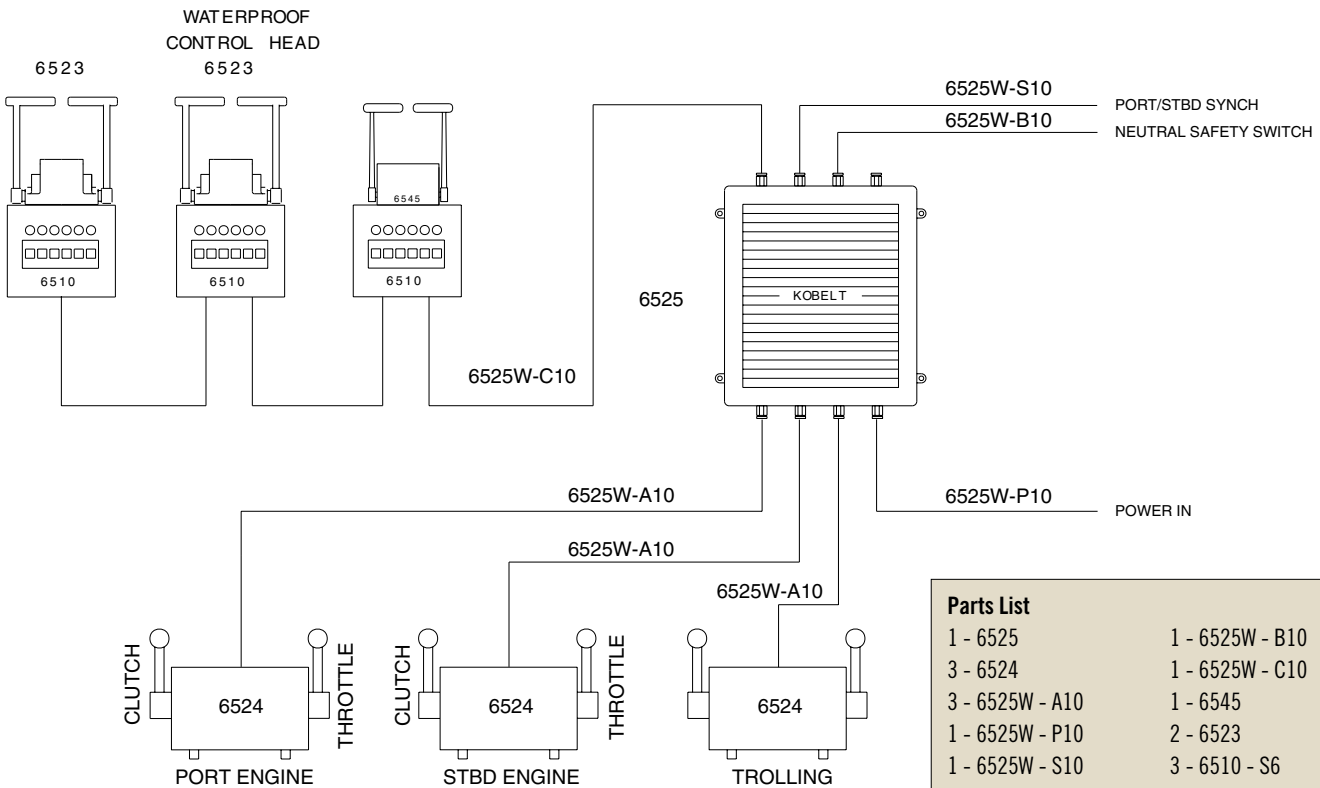 WATERPROOF
CONTROL HEAD
6523
6523
6545
6510
6510
6510
6525W-C10
6525W-S10
PORT/STBD SYNCH
6525W-B10
NEUTRAL SAFETY SWITCH
6525
KOBELT
6525W-A10
6525W-P10
POWER IN
6525W-A10
6525W-A10
CLUTCH
6524
THROTTLE
PORT ENGINE
CLUTCH
6524
THROTTLE
STBD ENGINE
6524
TROLLING
Parts List
1 - 6525
3 - 6524
3 - 6525W - A10
1 - 6525W - P10
1 - 6525W - S10
1 - 6525W - B10
1 - 6525W - C10
1 - 6545
2 - 6523
3 - 6510 - S6